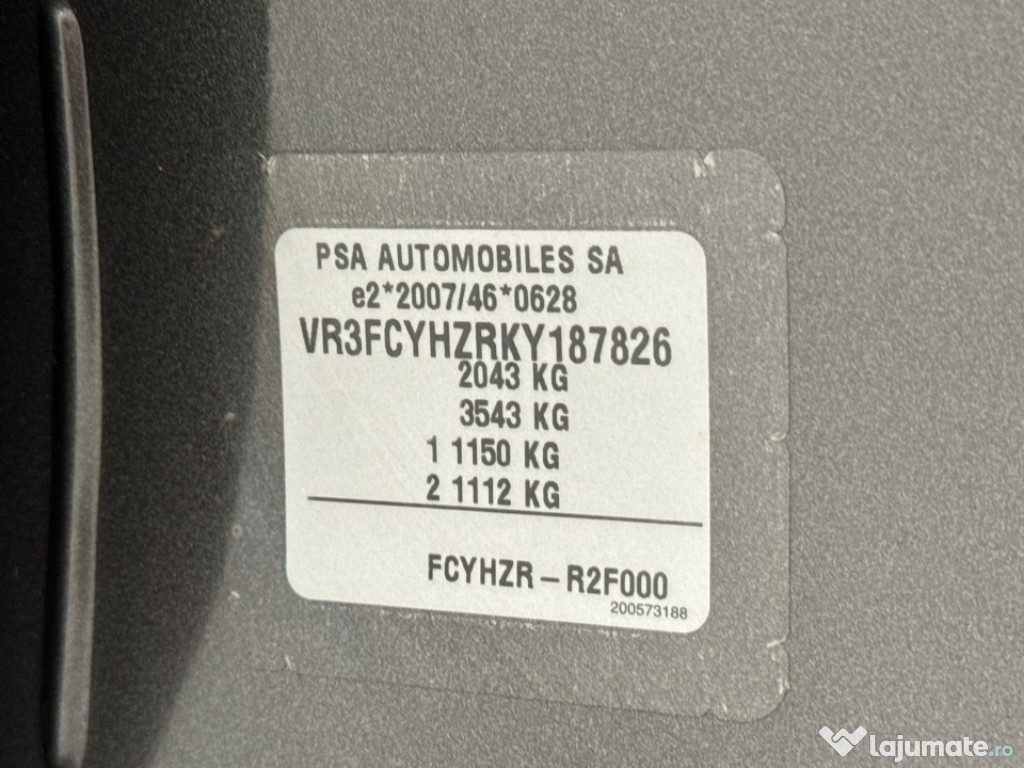 PSA AUTOMOBILES SA
e2*2007/46*0628
VR3FCYHZRKY187826
2043 KG
3543 KG
1 1150 KG
2 1112 KG
FCYHZR – R2F000
200573188
lajumate.ro